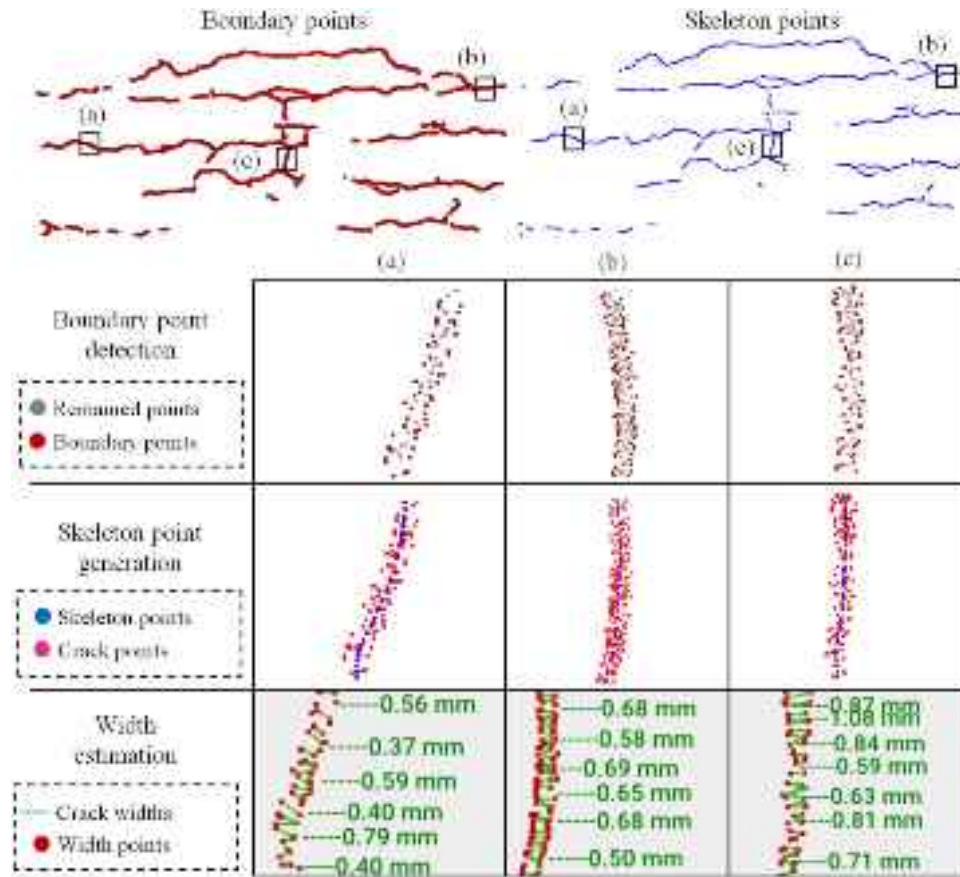 Boundary points
Skeleton points
(b)
(b)
(a)
(a)
(c)
(c)
(a)
(b)
(c)
Boundary point
detection
Remained points
Boundary points
Skeleton point
generation
Skeleton points
Crack points
Width
estimation
Crack widths
Width points
0.56 mm
0.37 mm
0.59 mm
0.40 mm
0.79 mm
0.40 mm
0.68 mm
0.58 mm
0.69 mm
0.65 mm
0.68 mm
0.50 mm
0.87 mm
1.08 mm
0.84 mm
0.59 mm
0.63 mm
0.81 mm
0.71 mm